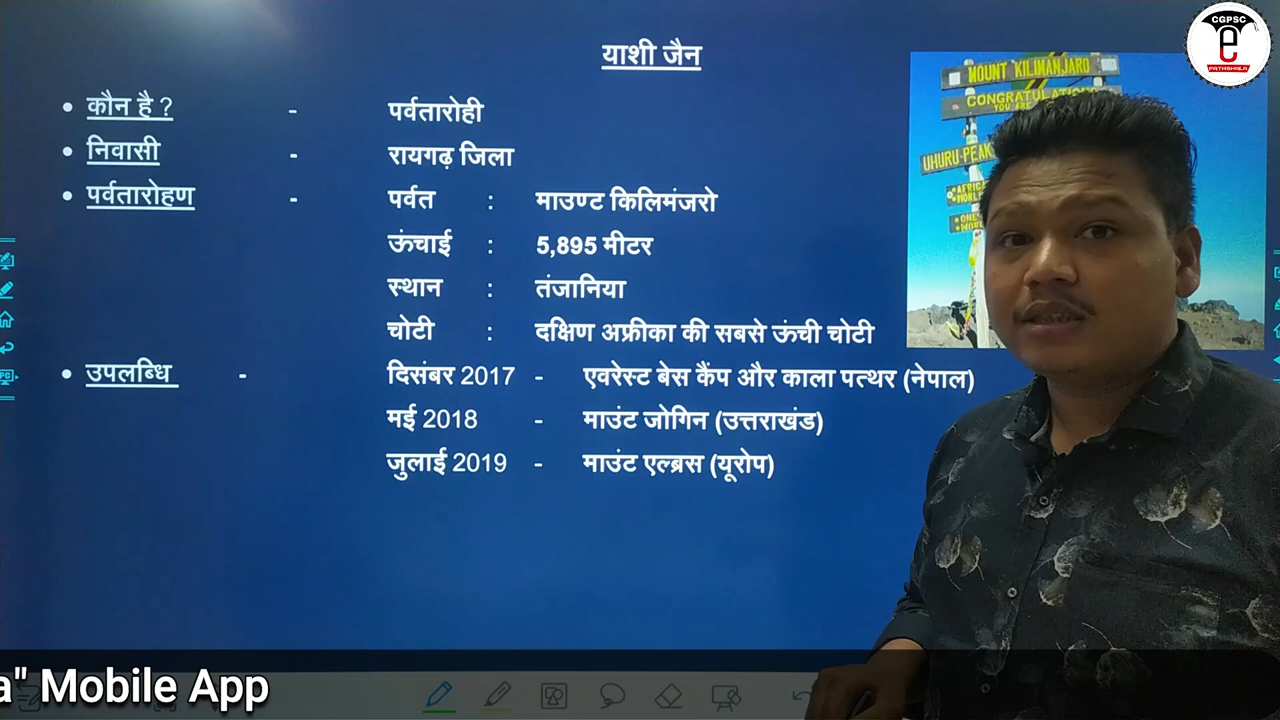 याशी जैन
• कौन है ? - पर्वतारोही
• निवासी - रायगढ़ जिला
• पर्वतारोहण - पर्वत : माउण्ट किलिमंजरो
ऊंचाई : 5,895 मीटर
स्थान : तंजानिया
चोटी : दक्षिण अफ्रीका की सबसे ऊंची चोटी
• उपलब्धि - दिसंबर 2017 - एवरेस्ट बेस कैंप और काला पत्थर (नेपाल)
मई 2018 - माउंट जोगिन (उत्तराखंड)
जुलाई 2019 - माउंट एल्ब्रस (यूरोप)
MOUNT KILIMANJARO
CONGRATULATIONS
YOU ARE
UHURU PEAK
CGPSC
e
PATHSHALA
a" Mobile App